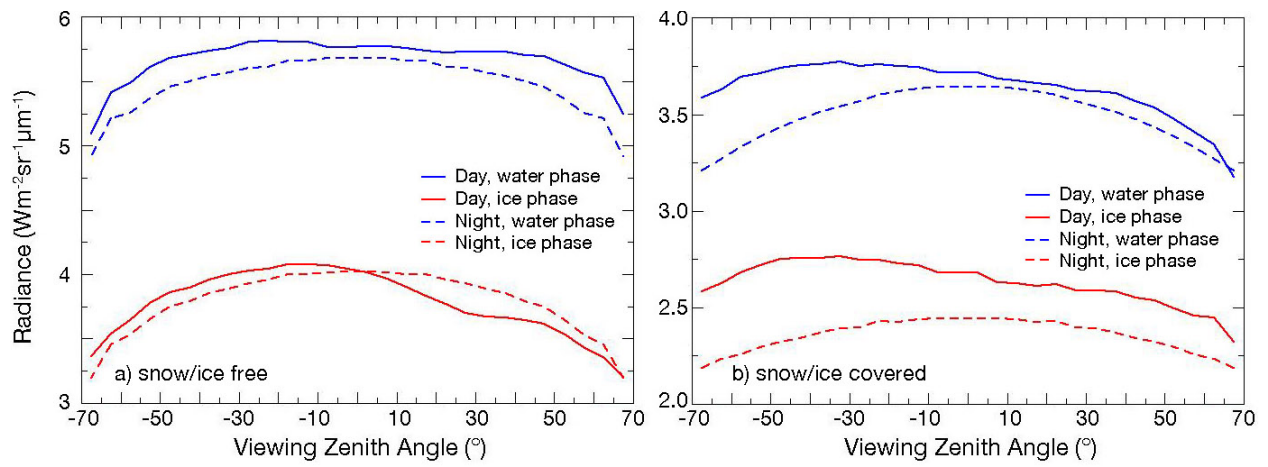 Radiance (Wm-2sr-1μm-1)
6
5
4
3
Day, water phase
Day, ice phase
Night, water phase
Night, ice phase
a) snow/ice free
-70 -50 -30 -10 10 30 50 70
Viewing Zenith Angle (°)
4.0
3.5
3.0
2.5
2.0
Day, water phase
Day, ice phase
Night, water phase
Night, ice phase
b) snow/ice covered
-70 -50 -30 -10 10 30 50 70
Viewing Zenith Angle (°)